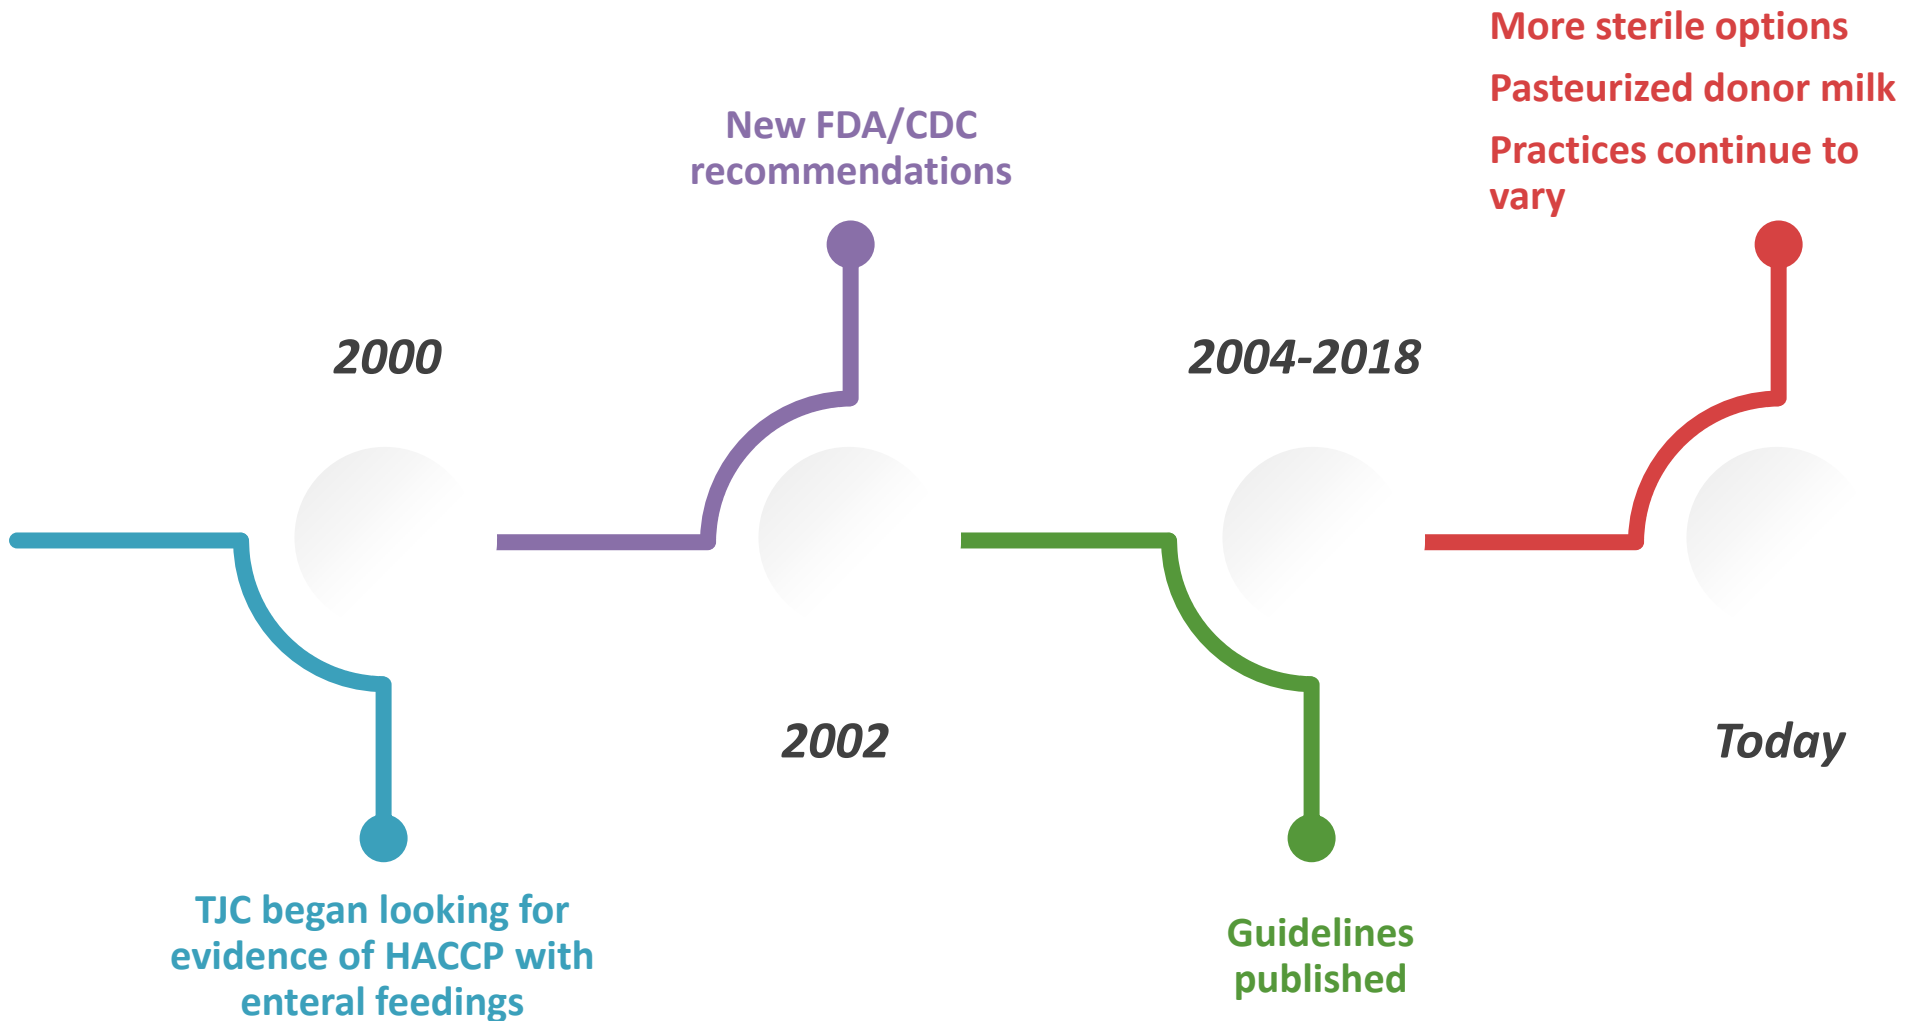 2000
TJC began looking for
evidence of HACCP with
enteral feedings
New FDA/CDC
recommendations
2002
2004-2018
Guidelines
published
More sterile options
Pasteurized donor milk
Practices continue to
vary
Today